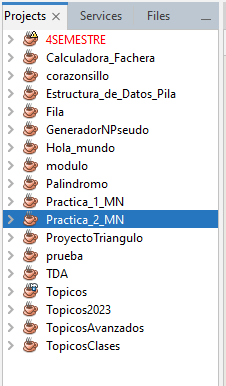 Projects Services Files
4SEMESTRE
Calculadora_Fachera
corazonsillo
Estructura_de_Datos_Pila
Fila
GeneradorNPseudo
Hola_mundo
modulo
Palindromo
Practica_1_MN
Practica_2_MN
ProyectoTriangulo
prueba
TDA
Topicos
Topicos2023
TopicosAvanzados
TopicosClases